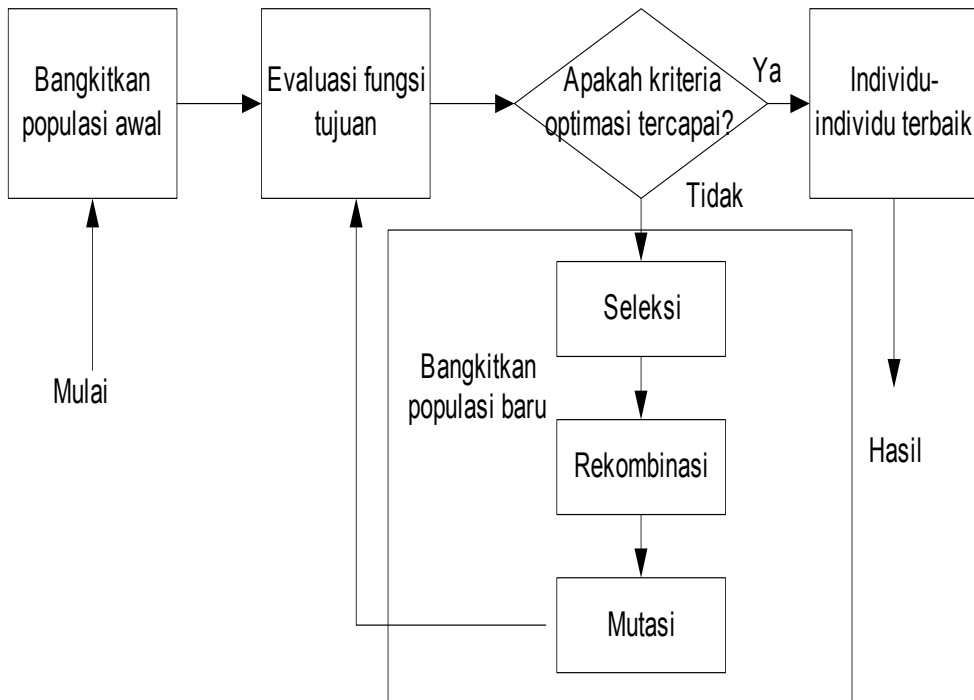 Bangkitkan
populasi awal
Evaluasi fungsi
tujuan
Apakah kriteria
optimasi tercapai?
Ya
Individu-
individu terbaik
Tidak
Seleksi
Bangkitkan
populasi baru
Mulai
Rekombinasi
Hasil
Mutasi